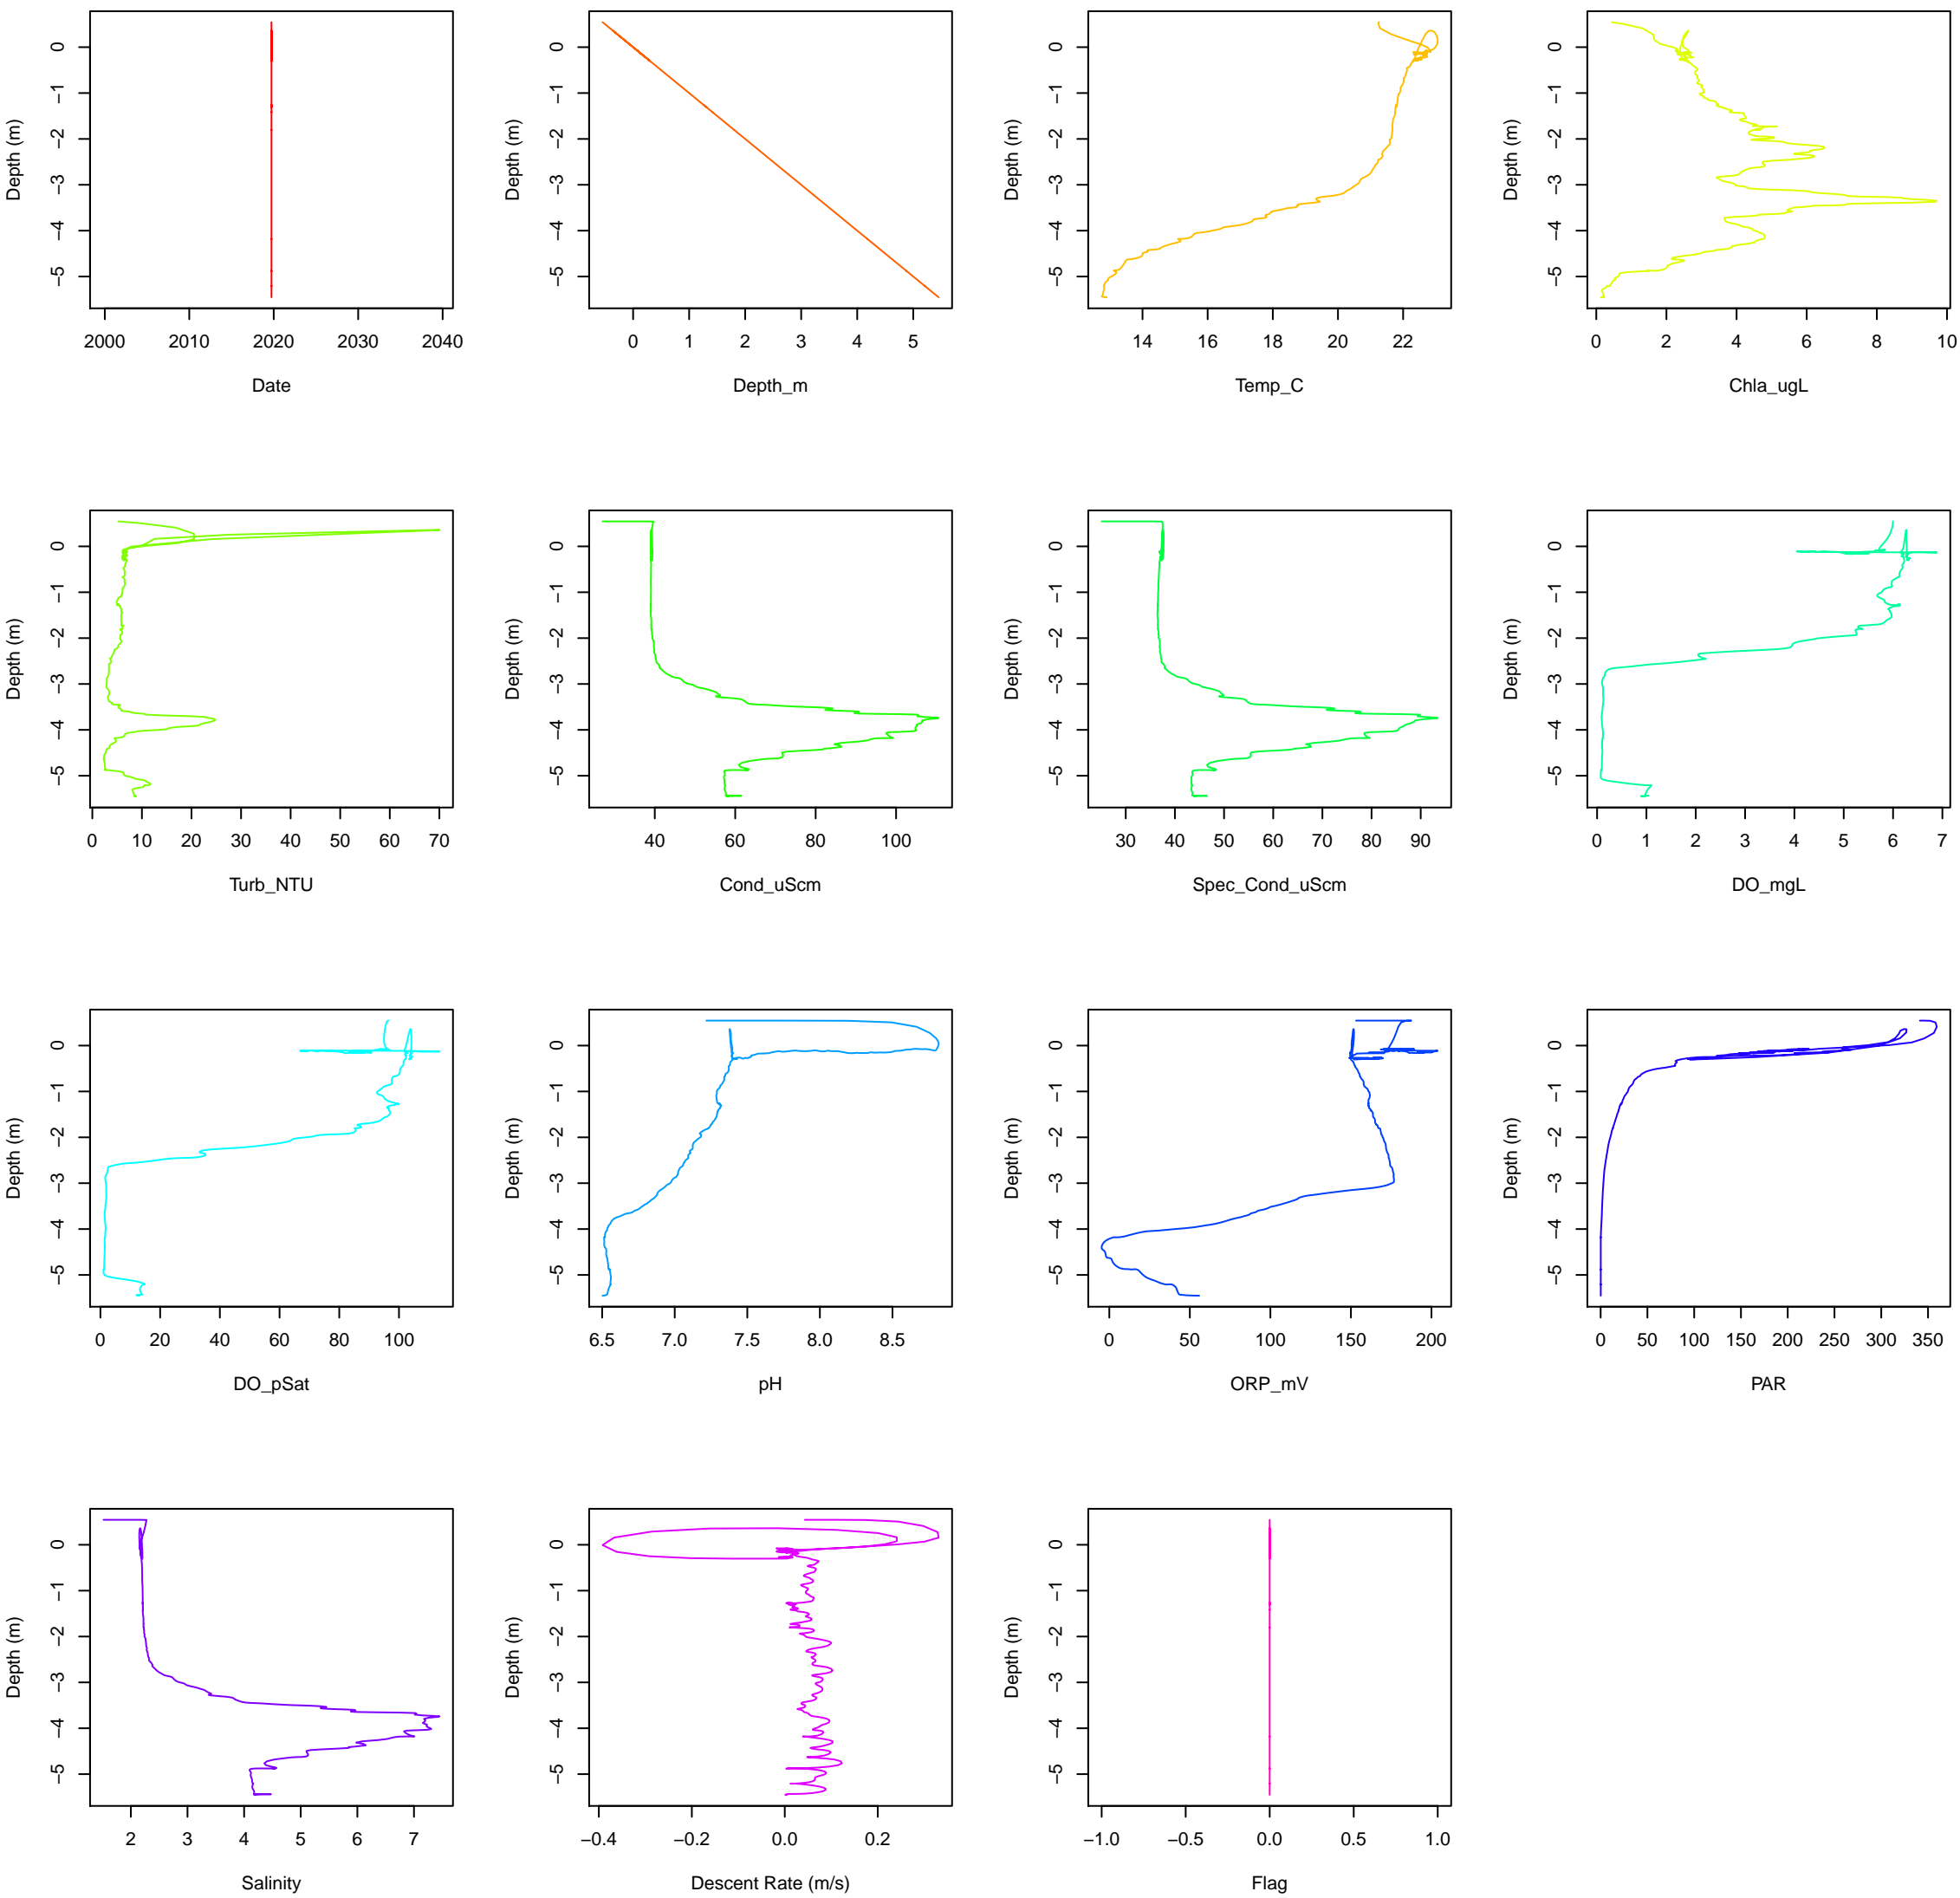 Depth (m)
−5 −4 −3 −2 −1 0
2000 2010 2020 2030 2040
Date
Depth (m)
−5 −4 −3 −2 −1 0
0 1 2 3 4 5
Depth_m
Depth (m)
−5 −4 −3 −2 −1 0
14 16 18 20 22
Temp_C
Depth (m)
−5 −4 −3 −2 −1 0
0 2 4 6 8 10
Chla_ugL
Depth (m)
−5 −4 −3 −2 −1 0
0 10 20 30 40 50 60 70
Turb_NTU
Depth (m)
−5 −4 −3 −2 −1 0
40 60 80 100
Cond_uScm
Depth (m)
−5 −4 −3 −2 −1 0
30 40 50 60 70 80 90
Spec_Cond_uScm
Depth (m)
−5 −4 −3 −2 −1 0
0 1 2 3 4 5 6 7
DO_mgL
Depth (m)
−5 −4 −3 −2 −1 0
0 20 40 60 80 100
DO_pSat
Depth (m)
−5 −4 −3 −2 −1 0
6.5 7.0 7.5 8.0 8.5
pH
Depth (m)
−5 −4 −3 −2 −1 0
0 50 100 150 200
ORP_mV
Depth (m)
−5 −4 −3 −2 −1 0
0 50 100 150 200 250 300 350
PAR
Depth (m)
−5 −4 −3 −2 −1 0
2 3 4 5 6 7
Salinity
Depth (m)
−5 −4 −3 −2 −1 0
−0.4 −0.2 0.0 0.2
Descent Rate (m/s)
Depth (m)
−5 −4 −3 −2 −1 0
−1.0 −0.5 0.0 0.5 1.0
Flag